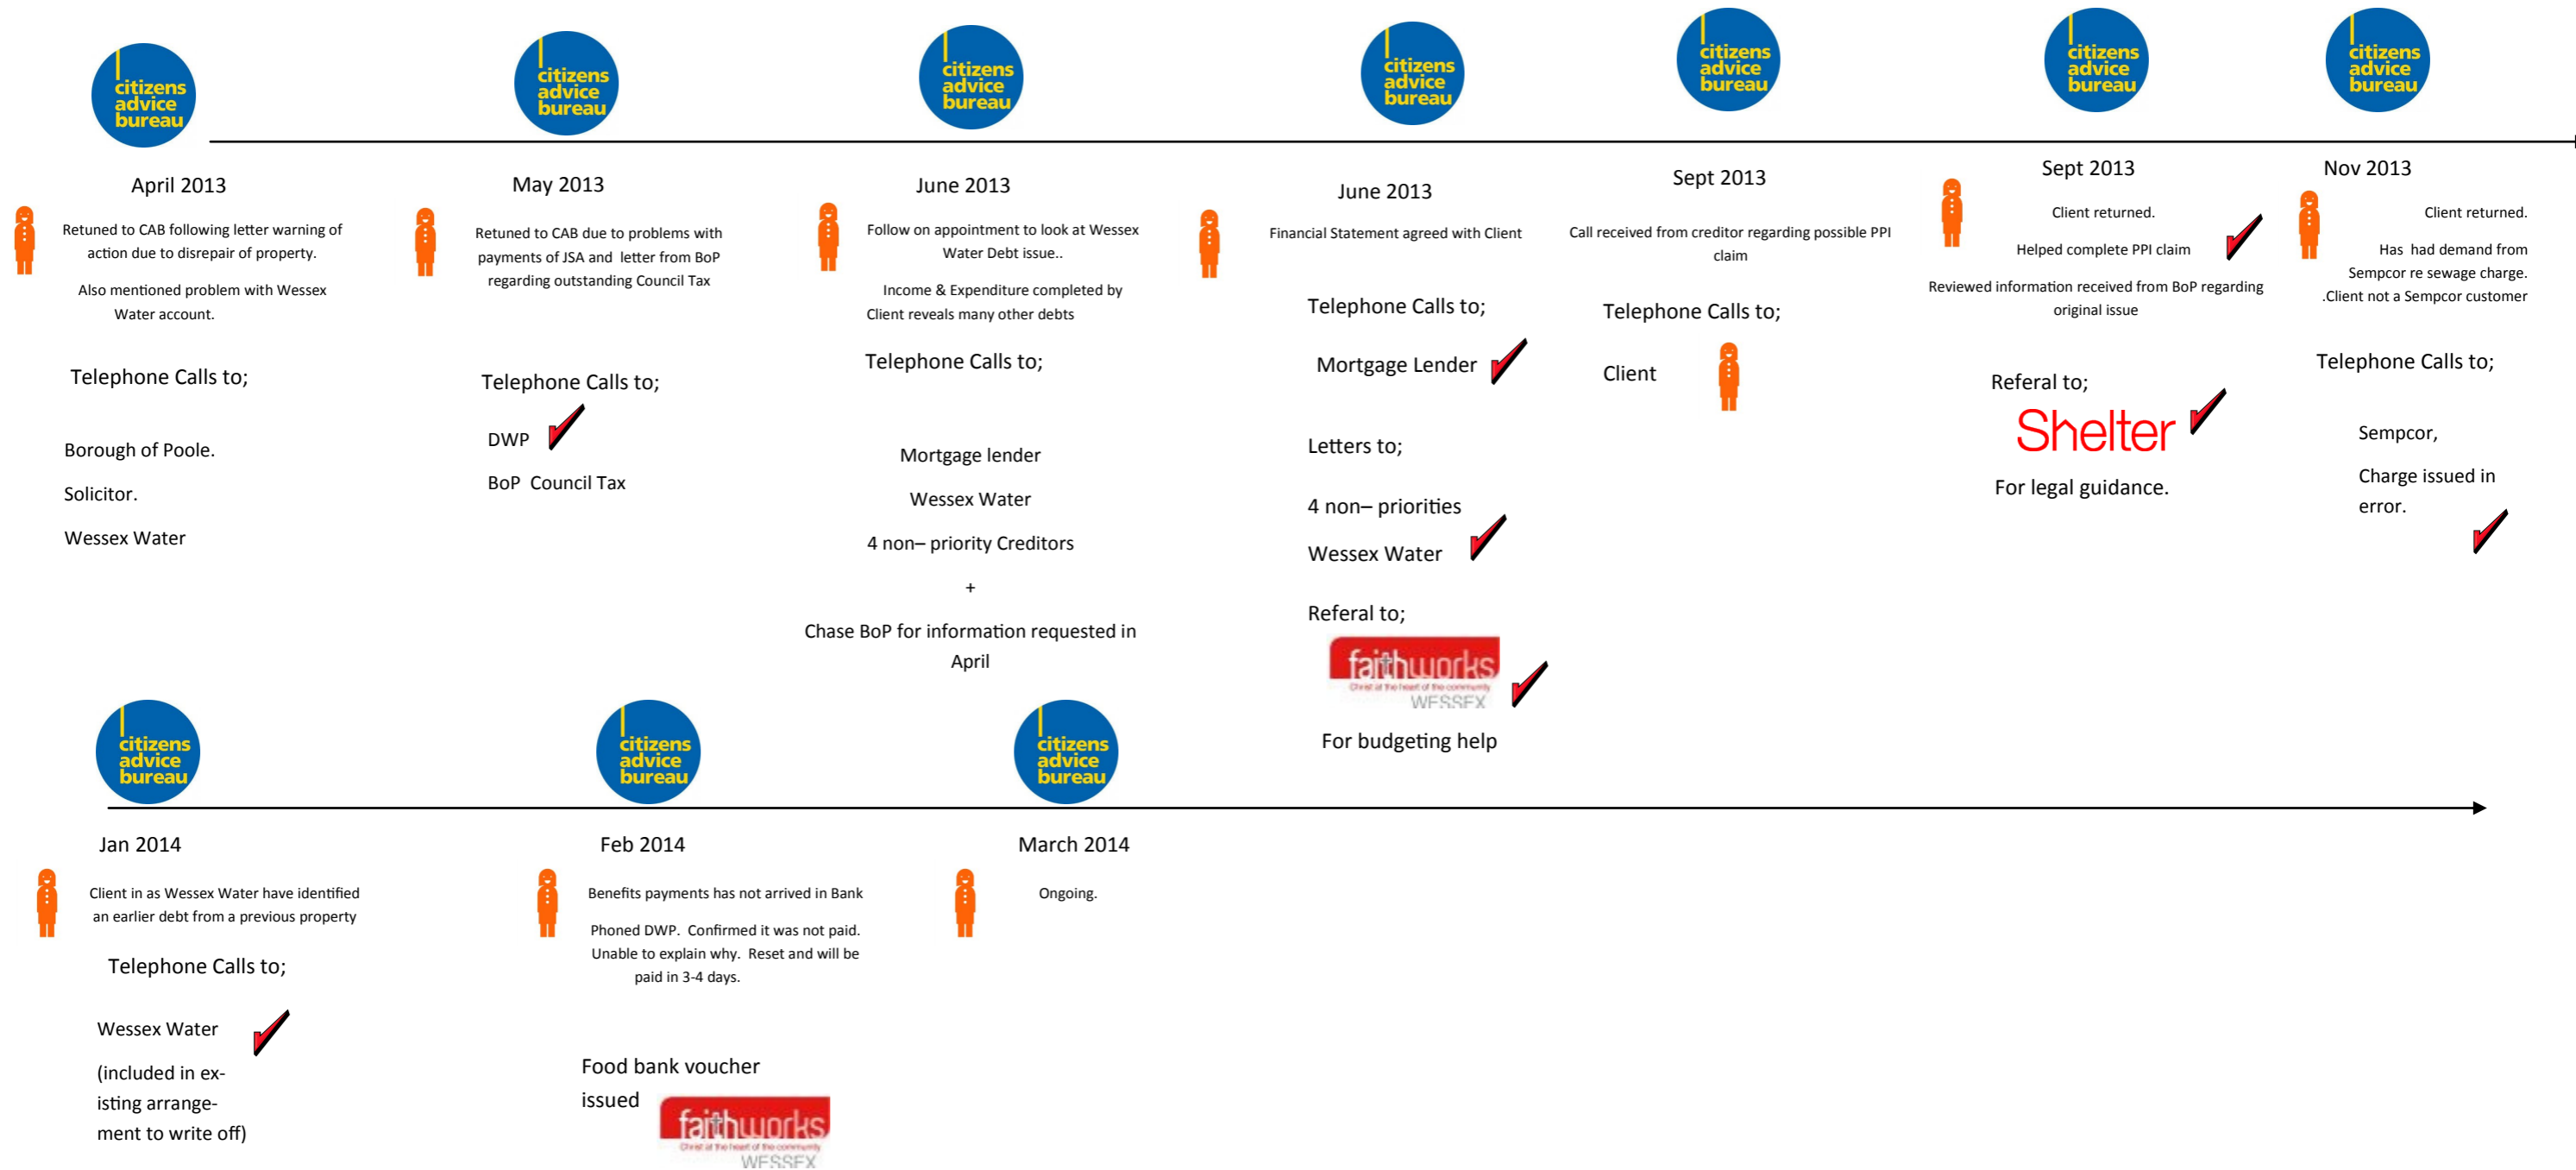 citizens
advice
bureau
April 2013
Retuned to CAB following letter warning of
action due to disrepair of property.
Also mentioned problem with Wessex
Water account.
Telephone Calls to;
Borough of Poole.
Solicitor.
Wessex Water
citizens
advice
bureau
May 2013
Retuned to CAB due to problems with
payments of JSA and letter from BoP
regarding outstanding Council Tax
Telephone Calls to;
DWP
BoP Council Tax
citizens
advice
bureau
June 2013
Follow on appointment to look at Wessex
Water Debt issue..
Income & Expenditure completed by
Client reveals many other debts
Telephone Calls to;
Mortgage lender
Wessex Water
4 non– priority Creditors
+
Chase BoP for information requested in
April
citizens
advice
bureau
June 2013
Financial Statement agreed with Client
Telephone Calls to;
Mortgage Lender
Letters to;
4 non– priorities
Wessex Water
Referal to;
faithworks
Christ at the heart of the community
WESSEX
For budgeting help
citizens
advice
bureau
Sept 2013
Call received from creditor regarding possible PPI
claim
Telephone Calls to;
Client
citizens
advice
bureau
Sept 2013
Client returned.
Helped complete PPI claim
Reviewed information received from BoP regarding
original issue
Referal to;
Shelter
For legal guidance.
citizens
advice
bureau
Nov 2013
Client returned.
Has had demand from
Sempcor re sewage charge.
.Client not a Sempcor customer
Telephone Calls to;
Sempcor,
Charge issued in
error.
citizens
advice
bureau
Jan 2014
Client in as Wessex Water have identified
an earlier debt from a previous property
Telephone Calls to;
Wessex Water
(included in ex-
isting arrange-
ment to write off)
citizens
advice
bureau
Feb 2014
Benefits payments has not arrived in Bank
Phoned DWP. Confirmed it was not paid.
Unable to explain why. Reset and will be
paid in 3-4 days.
Food bank voucher
issued
faithworks
Christ at the heart of the community
WESSEX
citizens
advice
bureau
March 2014
Ongoing.